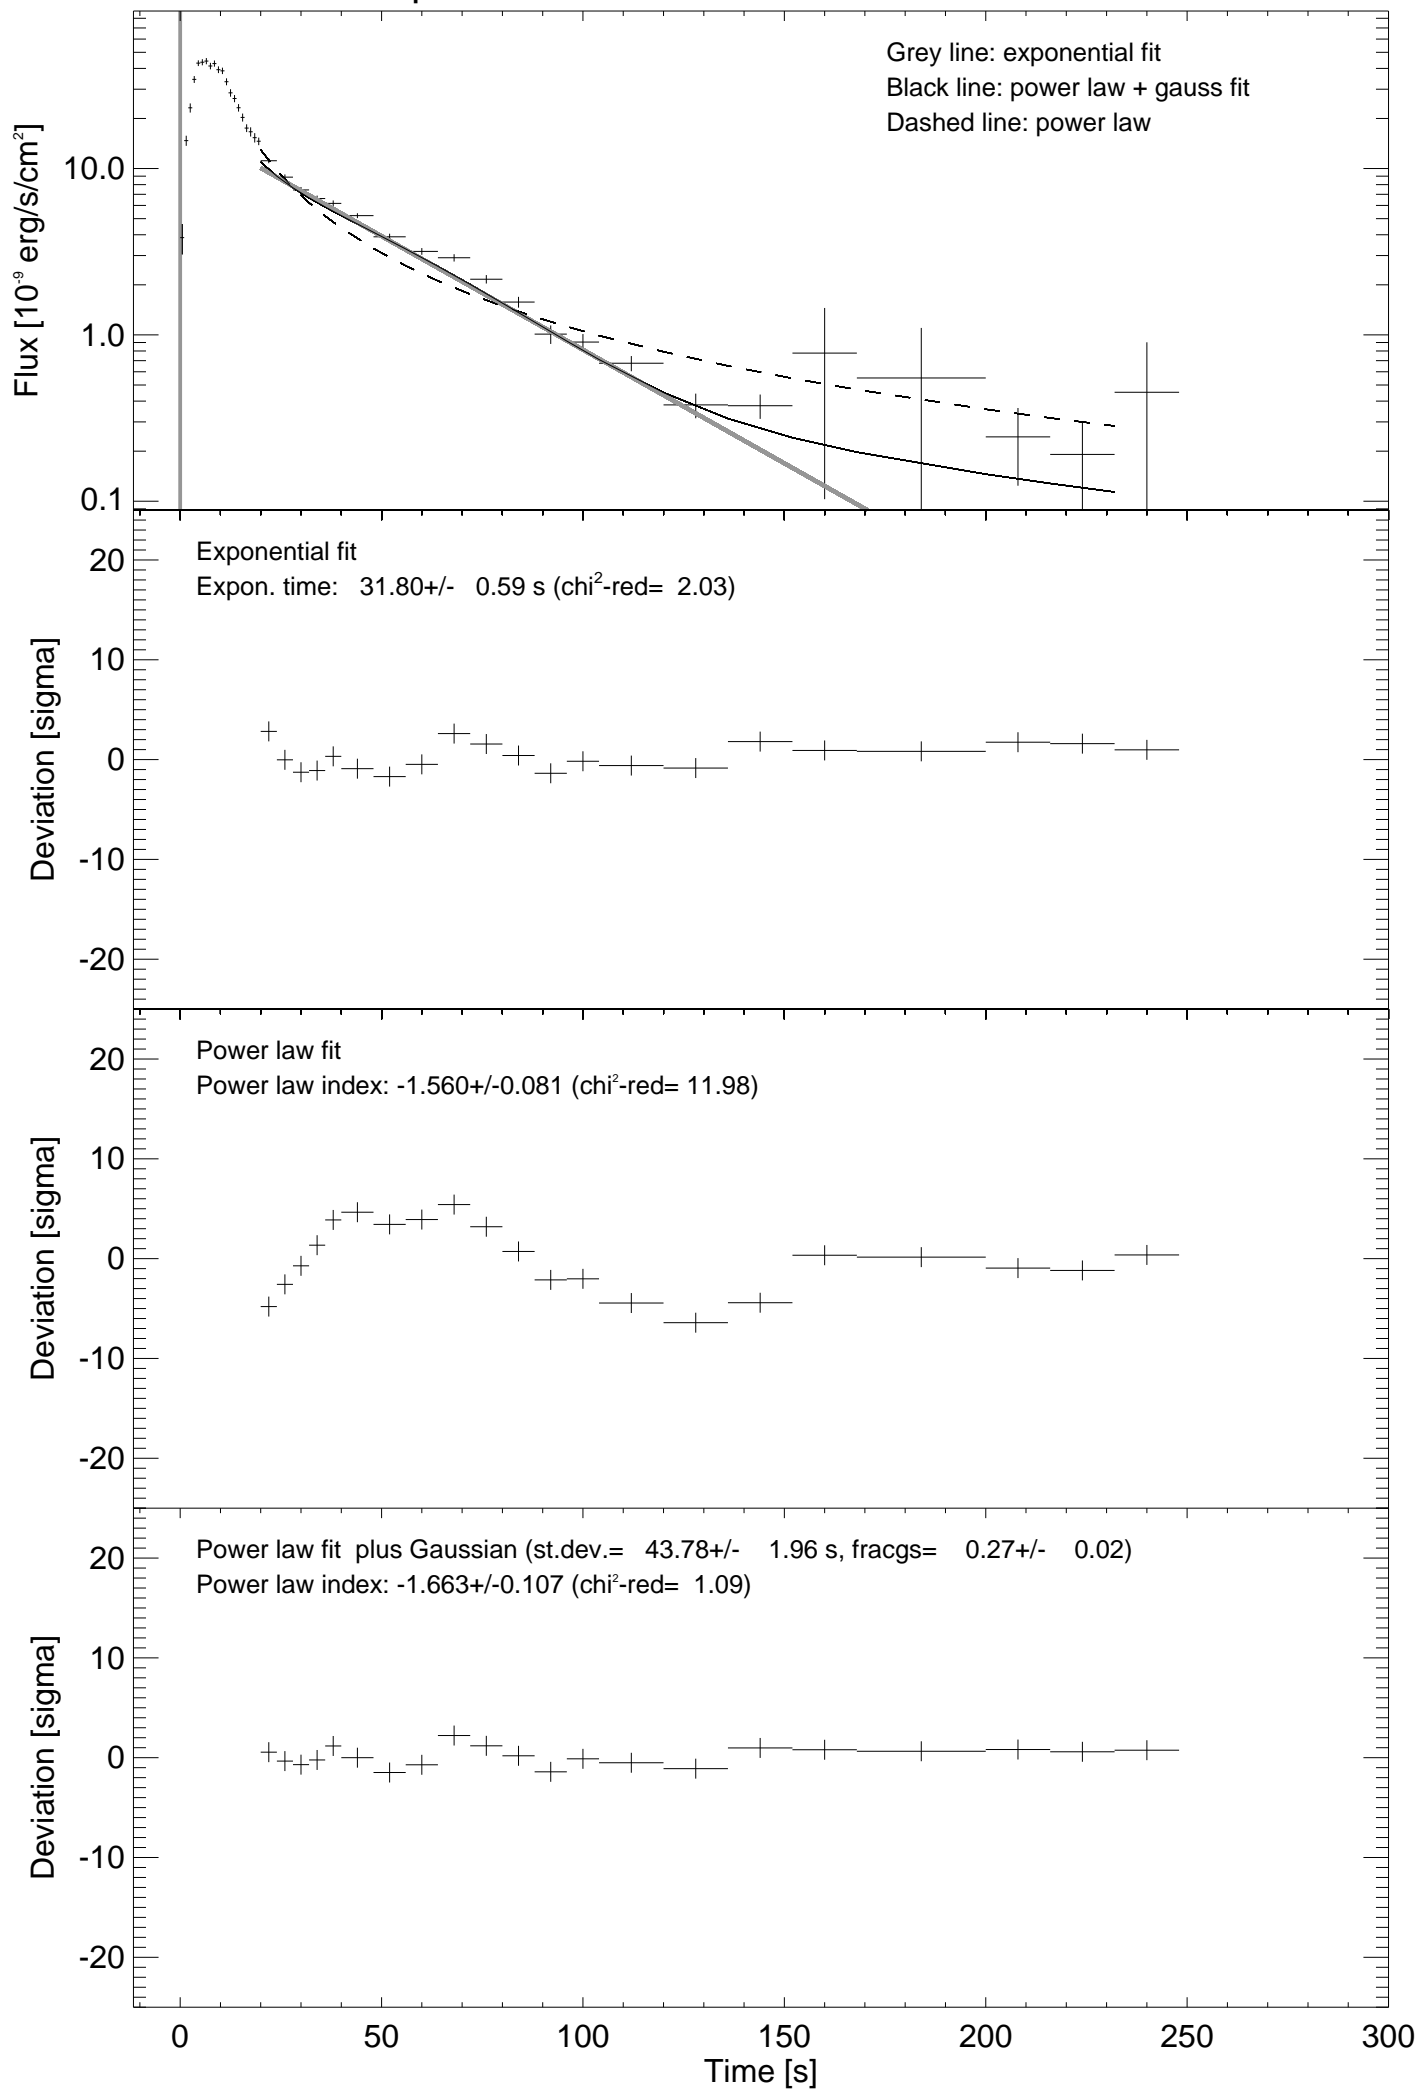 Grey line: exponential fit
Black line: power law + gauss fit
Dashed line: power law
Flux [10⁻⁹ erg/s/cm²]
10.0
1.0
0.1
Exponential fit
Expon. time: 31.80+/- 0.59 s (chi²-red= 2.03)
Deviation [sigma]
20
10
0
-10
-20
Power law fit
Power law index: -1.560+/-0.081 (chi²-red= 11.98)
Deviation [sigma]
20
10
0
-10
-20
Power law fit plus Gaussian (st.dev.= 43.78+/- 1.96 s, fracgs= 0.27+/- 0.02)
Power law index: -1.663+/-0.107 (chi²-red= 1.09)
Deviation [sigma]
20
10
0
-10
-20
0 50 100 150 200 250 300
Time [s]